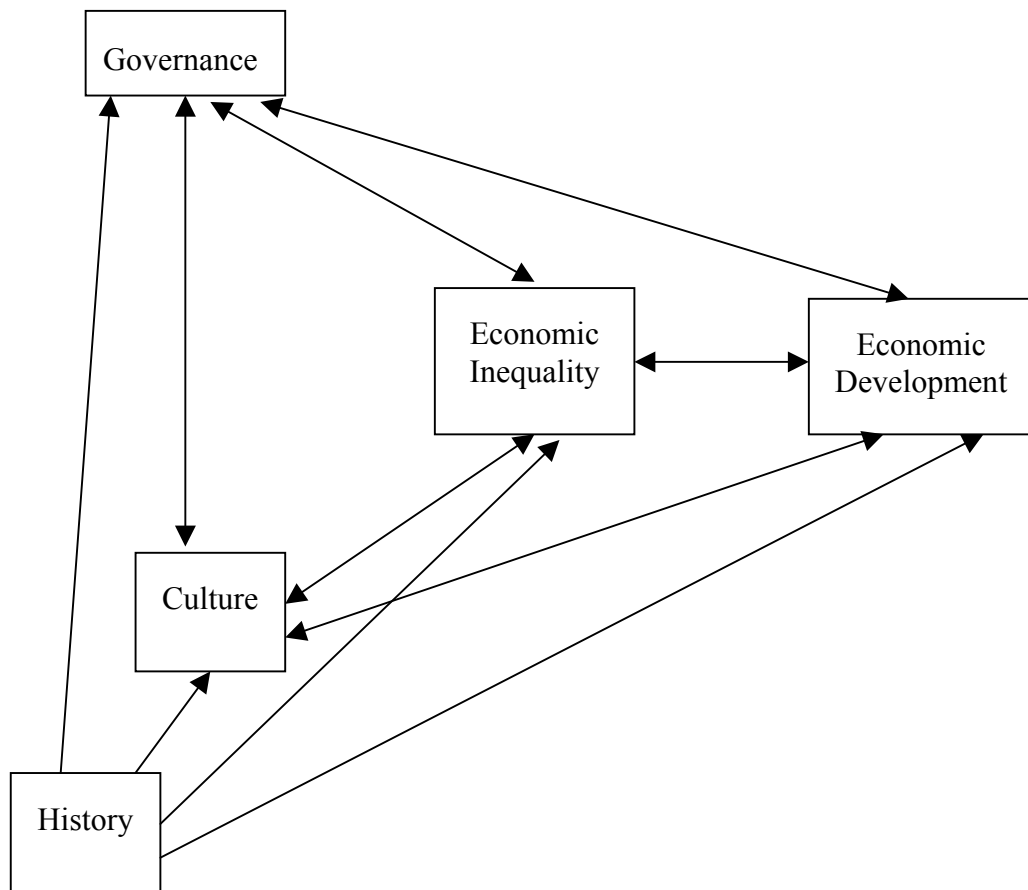 Governance
Economic
Inequality
Economic
Development
Culture
History